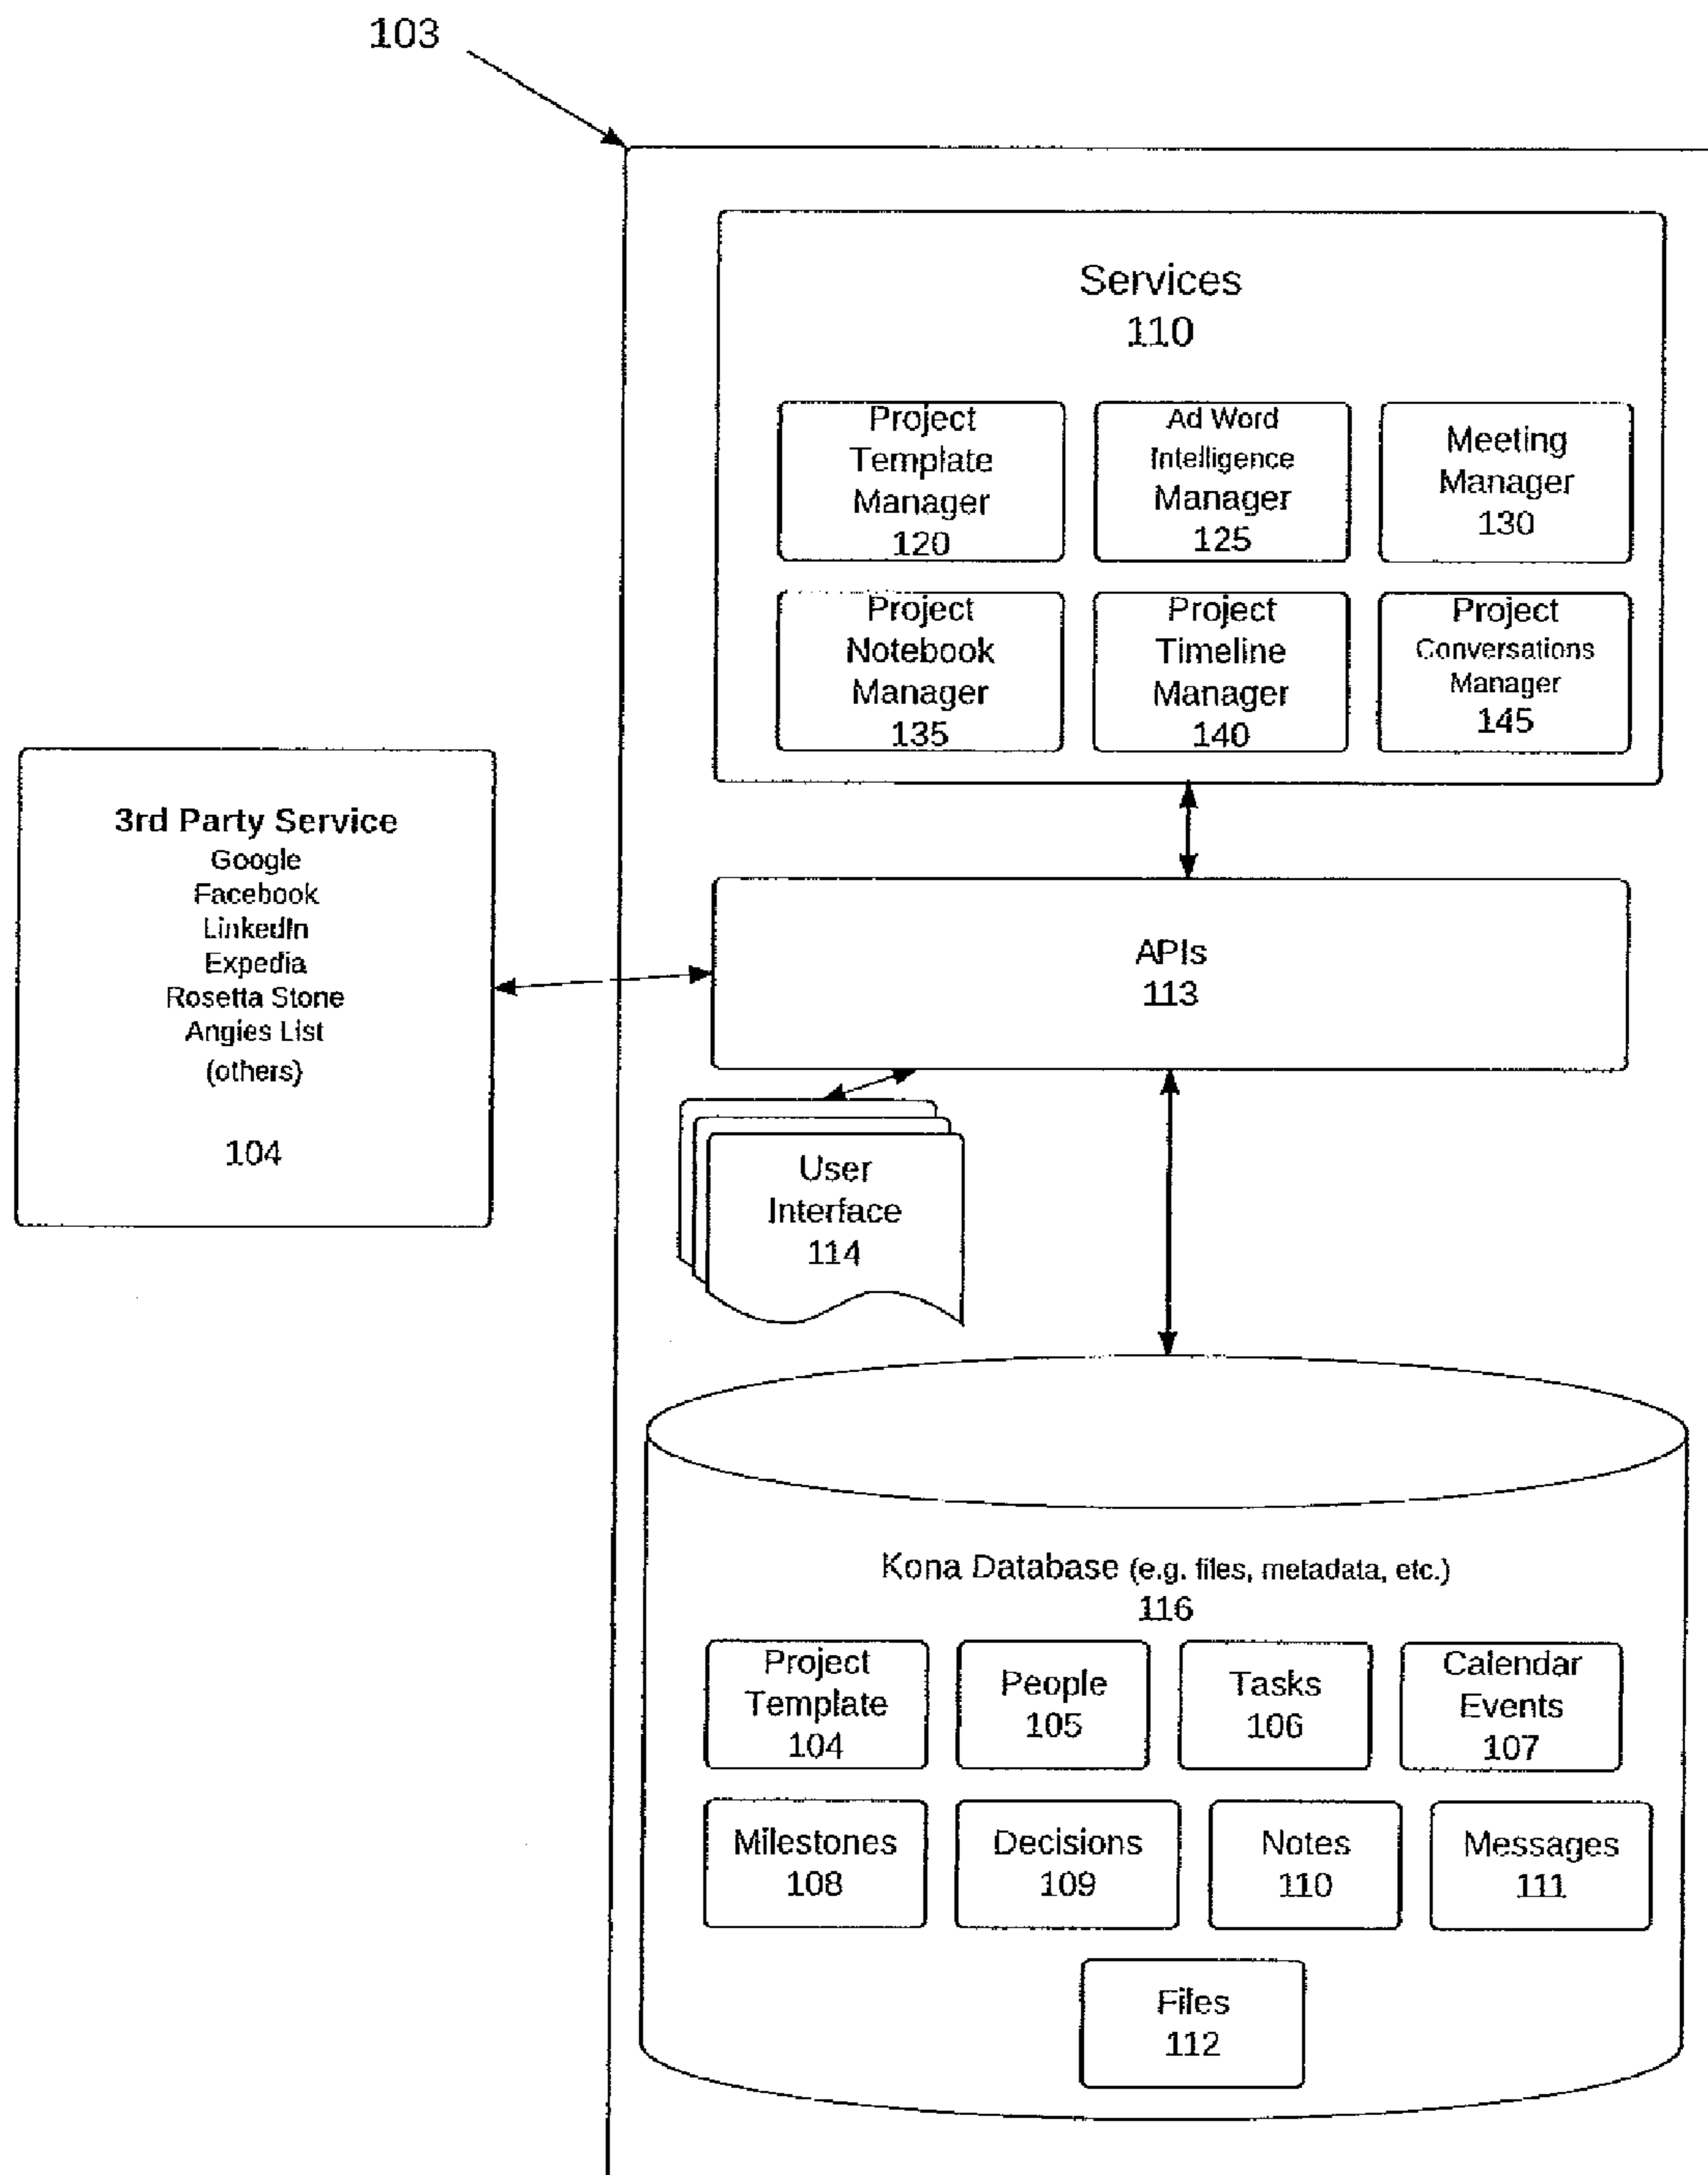 103
Services
110
Project
Template
Manager
120
Ad Word
Intelligence
Manager
125
Meeting
Manager
130
Project
Notebook
Manager
135
Project
Timeline
Manager
140
Project
Conversations
Manager
145
3rd Party Service
Google
Facebook
LinkedIn
Expedia
Rosetta Stone
Angies List
(others)
104
APIs
113
User
Interface
114
Kona Database (e.g. files, metadata, etc.)
116
Project
Template
104
People
105
Tasks
106
Calendar
Events
107
Milestones
108
Decisions
109
Notes
110
Messages
111
Files
112